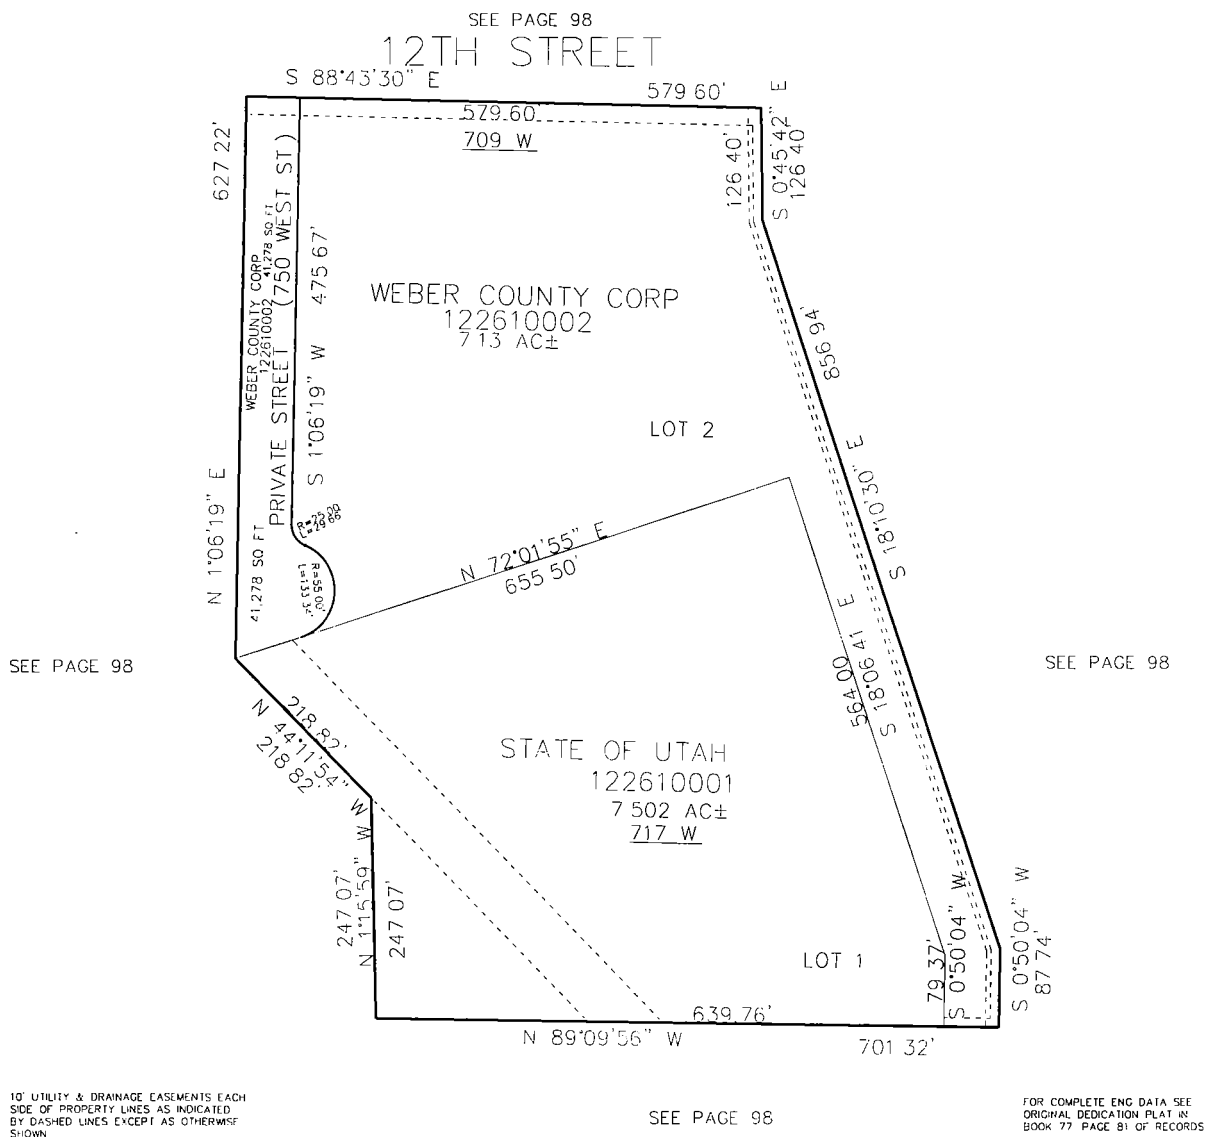 SEE PAGE 98
12TH STREET
S 88°43'30" E
579 60'
579.60'
709 W
627 22'
126 40'
S 0°45'42" E
126 40'
WEBER COUNTY CORP
122610002
41,278 SQ FT
PRIVATE STREET (750 WEST ST)
475 67'
S 1°06'19" W
WEBER COUNTY CORP
122610002
7 13 AC±
856 94'
LOT 2
S 18°10'30" E
N 1°06'19" E
41,278 SQ FT
R=25.00
L=29.66
R=55.00'
L=133.32'
N 72°01'55" E
655 50'
SEE PAGE 98
SEE PAGE 98
564.00
S 18°06 41 E
218 82'
N 44°11'54" W
218 82'
STATE OF UTAH
122610001
7 502 AC±
717 W
247 07'
N 1°15'59" W
247 07'
LOT 1
79 37'
S 0°50'04" W
S 0°50'04" W
87 74'
639.76'
N 89°09'56" W
701 32'
10' UTILITY & DRAINAGE EASEMENTS EACH
SIDE OF PROPERTY LINES AS INDICATED
BY DASHED LINES EXCEPT AS OTHERWISE
SHOWN
SEE PAGE 98
FOR COMPLETE ENG DATA SEE
ORIGINAL DEDICATION PLAT IN
BOOK 77 PAGE 81 OF RECORDS